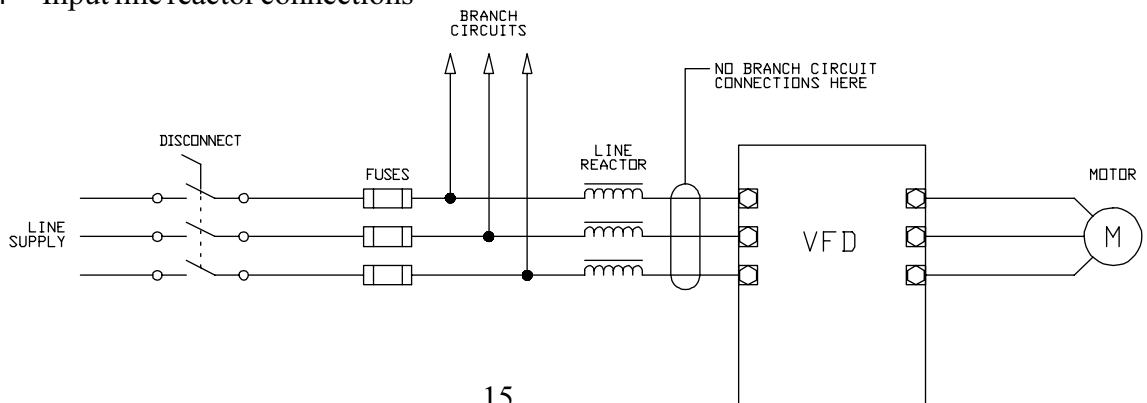 Input line reactor connections
BRANCH
CIRCUITS
NO BRANCH CIRCUIT
CONNECTIONS HERE
DISCONNECT
LINE
REACTOR
FUSES
MOTOR
LINE
SUPPLY
VFD
M
15